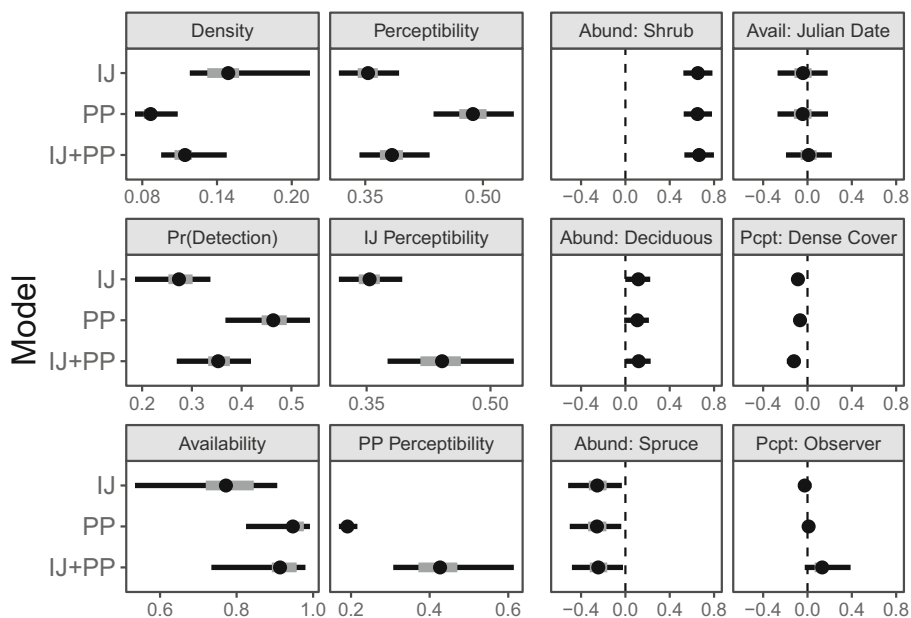 Density Perceptibility Abund: Shrub Avail: Julian Date
IJ
PP
IJ+PP
0.08 0.14 0.20 0.35 0.50 −0.4 0.0 0.4 0.8 −0.4 0.0 0.4 0.8
Pr(Detection) IJ Perceptibility Abund: Deciduous Pcpt: Dense Cover
IJ
PP
IJ+PP
Model
0.2 0.3 0.4 0.5 0.35 0.50 −0.4 0.0 0.4 0.8 −0.4 0.0 0.4 0.8
Availability PP Perceptibility Abund: Spruce Pcpt: Observer
IJ
PP
IJ+PP
0.6 0.8 1.0 0.2 0.4 0.6 −0.4 0.0 0.4 0.8 −0.4 0.0 0.4 0.8